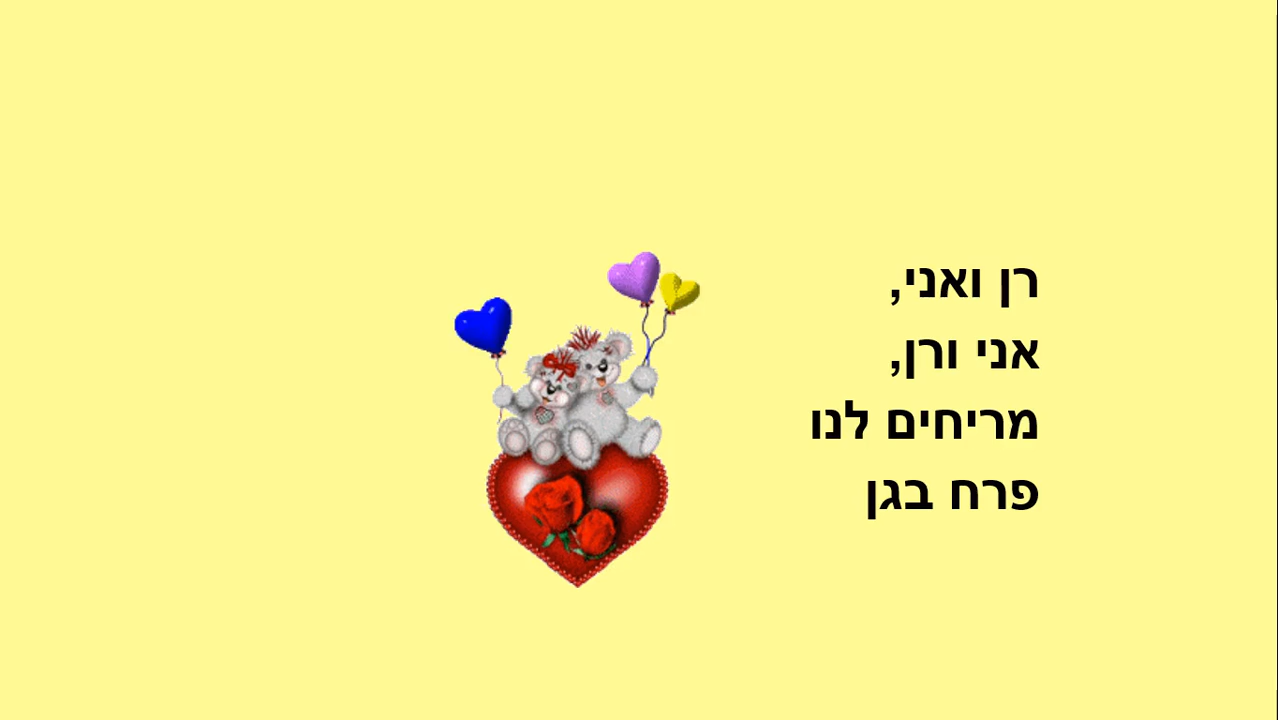 רן ואני,
אני ורן,
מריחים לנו
פרח בגן